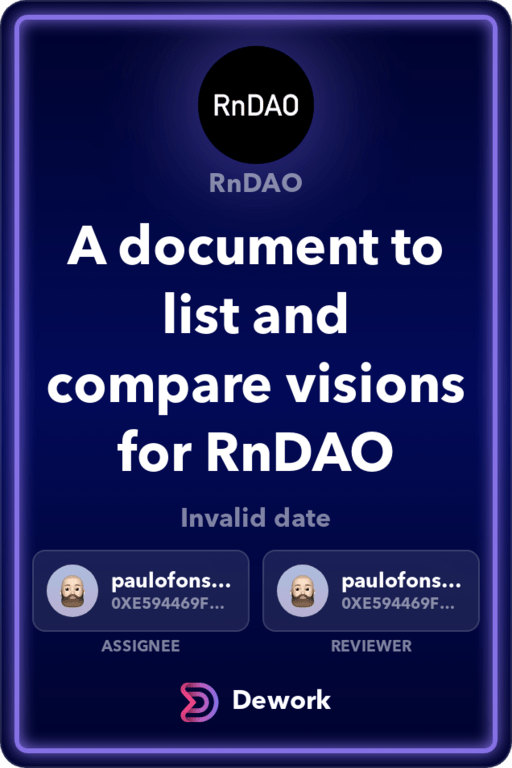 RnDAO
RnDAO
A document to
list and
compare visions
for RnDAO
Invalid date
paulofons...
0XE594469F...
paulofons...
0XE594469F...
ASSIGNEE
REVIEWER
Dework